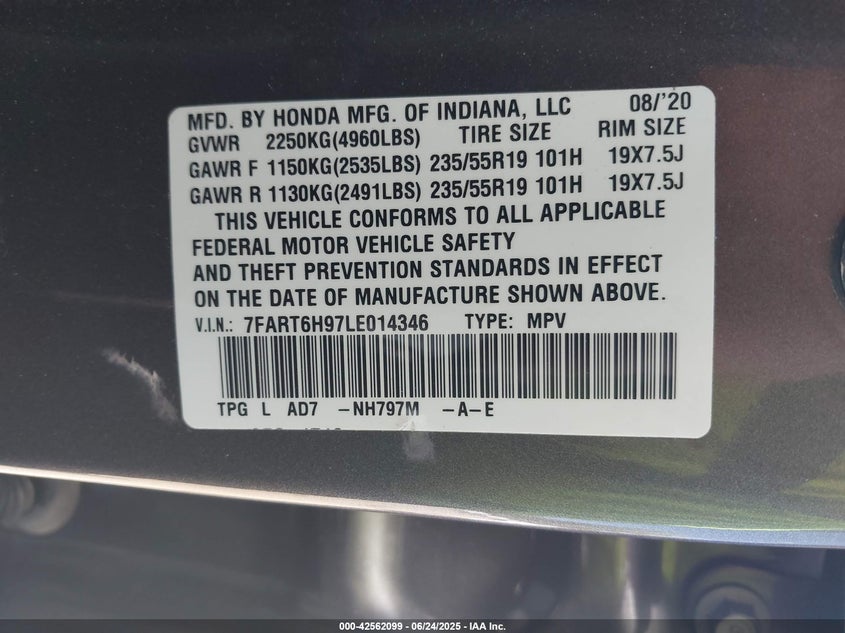 MFD. BY HONDA MFG. OF INDIANA, LLC 08/'20
GVWR 2250KG(4960LBS) TIRE SIZE RIM SIZE
GAWR F 1150KG(2535LBS) 235/55R19 101H 19X7.5J
GAWR R 1130KG(2491LBS) 235/55R19 101H 19X7.5J
THIS VEHICLE CONFORMS TO ALL APPLICABLE
FEDERAL MOTOR VEHICLE SAFETY
AND THEFT PREVENTION STANDARDS IN EFFECT
ON THE DATE OF MANUFACTURE SHOWN ABOVE.
V.I.N.: 7FART6H97LE014346 TYPE: MPV
TPG L AD7 -NH797M -A-E
000-42562099 - 06/24/2025 - IAA Inc.